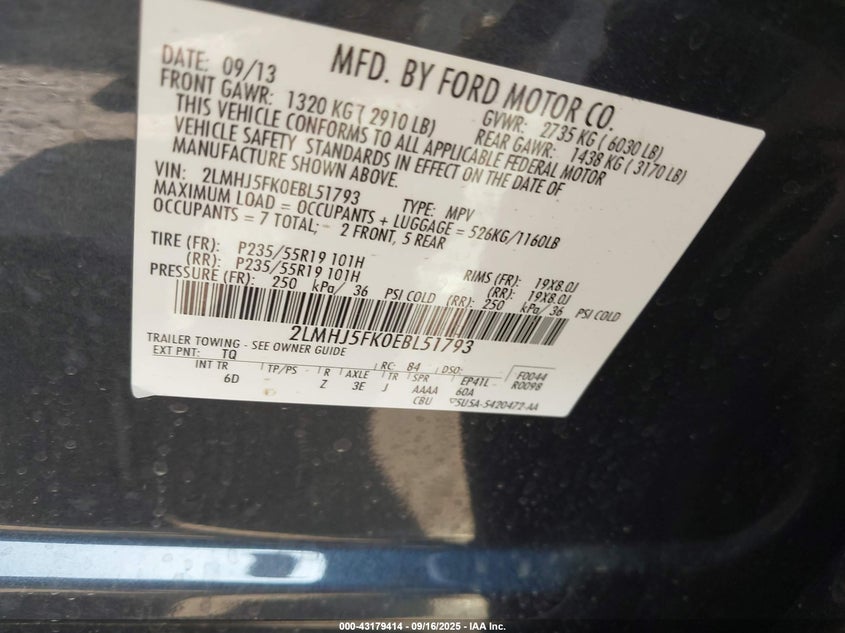 MFD. BY FORD MOTOR CO.
DATE: 09/13 GVWR: 2735 KG ( 6030 LB)
FRONT GAWR: 1320 KG ( 2910 LB) REAR GAWR: 1438 KG ( 3170 LB)
THIS VEHICLE CONFORMS TO ALL APPLICABLE FEDERAL MOTOR
VEHICLE SAFETY STANDARDS IN EFFECT ON THE DATE OF
MANUFACTURE SHOWN ABOVE.
VIN: 2LMHJ5FK0EBL51793 TYPE: MPV
MAXIMUM LOAD = OCCUPANTS + LUGGAGE = 526KG/1160LB
OCCUPANTS = 7 TOTAL; - 2 FRONT, 5 REAR
TIRE (FR): P235/55R19 101H RIMS (FR): 19X8.0J
(RR): P235/55R19 101H (RR): 19X8.0J
PRESSURE (FR): 250 kPa/ 36 PSI COLD (RR): 250 kPa/ 36 PSI COLD
2LMHJ5FK0EBL51793
TRAILER TOWING - SEE OWNER GUIDE
EXT PNT: TQ RC: B4 DSO: F0044
INT TR TP/PS R AXLE TR SPR EP41L R0098
6D Z 3E J AAAA 60A
CBU 5U5A-5420472-AA
000-43179414 - 09/16/2025 - IAA Inc.